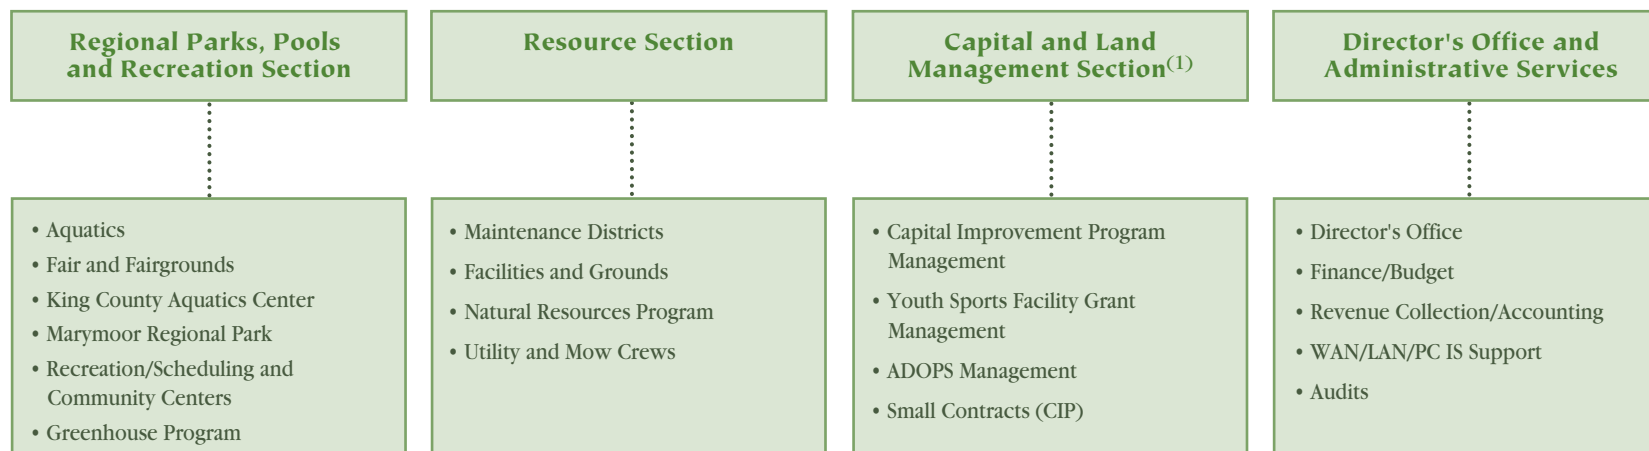 Regional Parks, Pools
and Recreation Section
• Aquatics
• Fair and Fairgrounds
• King County Aquatics Center
• Marymoor Regional Park
• Recreation/Scheduling and
Community Centers
• Greenhouse Program
Resource Section
• Maintenance Districts
• Facilities and Grounds
• Natural Resources Program
• Utility and Mow Crews
Capital and Land
Management Section(1)
• Capital Improvement Program
Management
• Youth Sports Facility Grant
Management
• ADOPS Management
• Small Contracts (CIP)
Director's Office and
Administrative Services
• Director's Office
• Finance/Budget
• Revenue Collection/Accounting
• WAN/LAN/PC IS Support
• Audits